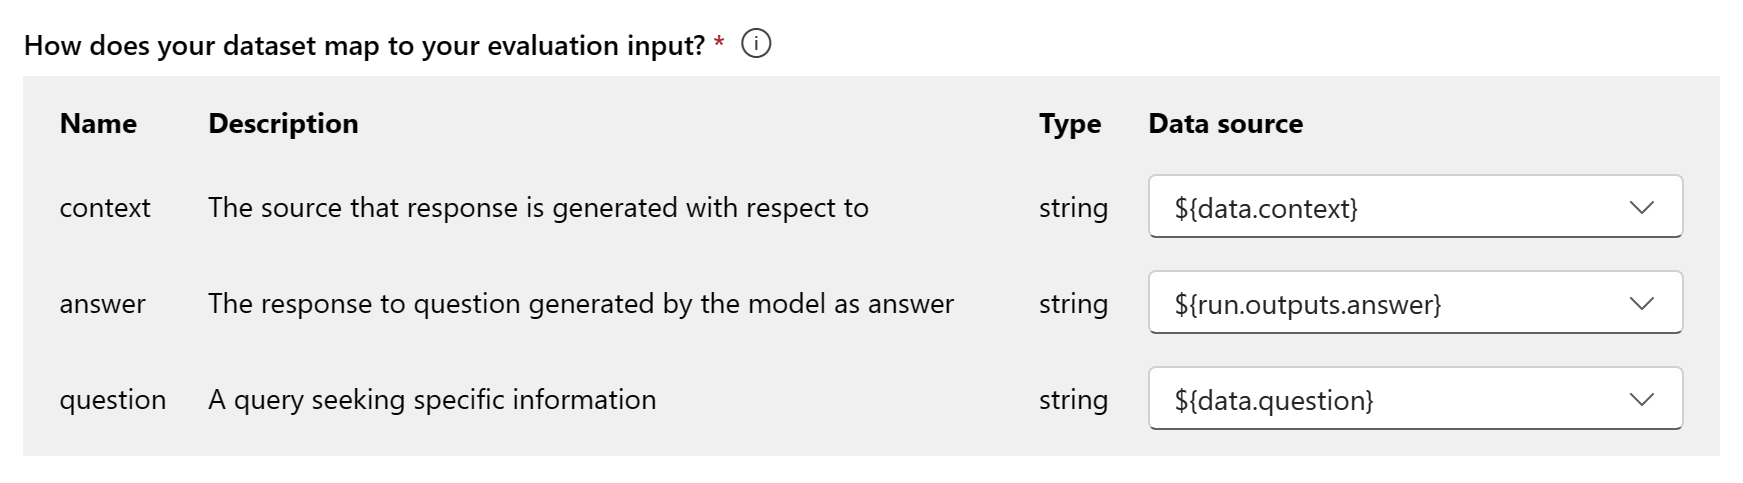 How does your dataset map to your evaluation input? * i
Name Description Type Data source
context The source that response is generated with respect to string ${data.context}
answer The response to question generated by the model as answer string ${run.outputs.answer}
question A query seeking specific information string ${data.question}